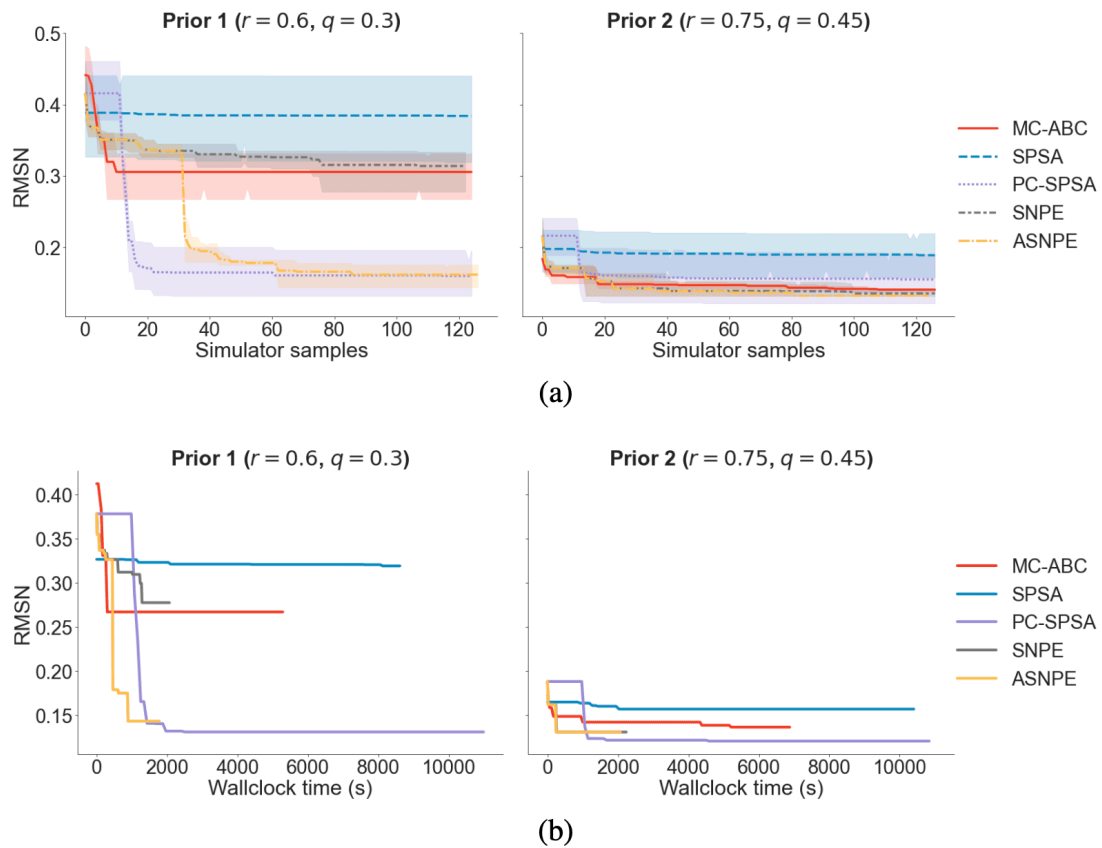 Prior 1 (r = 0.6, q = 0.3)
Prior 2 (r = 0.75, q = 0.45)
0.5
0.4
0.3
0.2
RMSN
0 20 40 60 80 100 120
0 20 40 60 80 100 120
Simulator samples
Simulator samples
MC-ABC
SPSA
PC-SPSA
SNPE
ASNPE
(a)
Prior 1 (r = 0.6, q = 0.3)
Prior 2 (r = 0.75, q = 0.45)
0.40
0.35
0.30
0.25
0.20
0.15
RMSN
0 2000 4000 6000 8000 10000
0 2000 4000 6000 8000 10000
Wallclock time (s)
Wallclock time (s)
MC-ABC
SPSA
PC-SPSA
SNPE
ASNPE
(b)